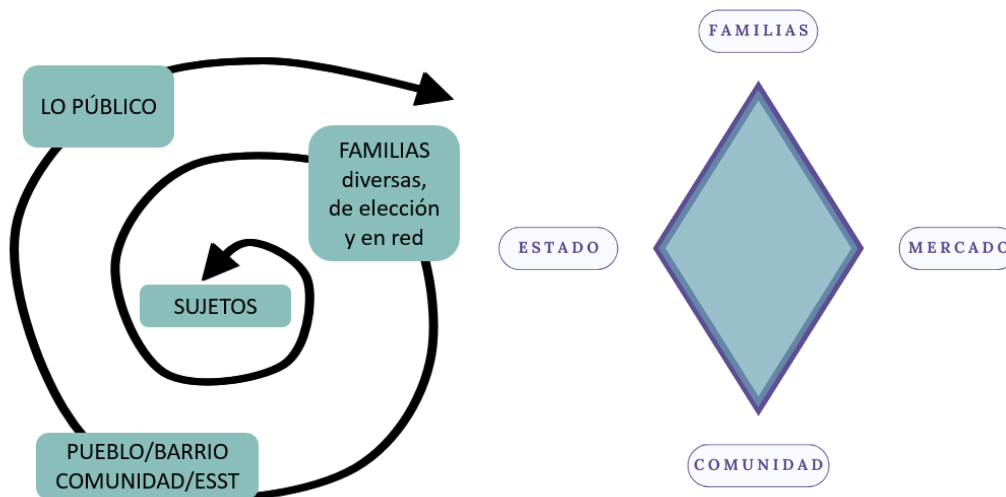 LO PÚBLICO
FAMILIAS
diversas,
de elección
y en red
SUJETOS
PUEBLO/BARRIO
COMUNIDAD/ESST
FAMILIAS
ESTADO
MERCADO
COMUNIDAD